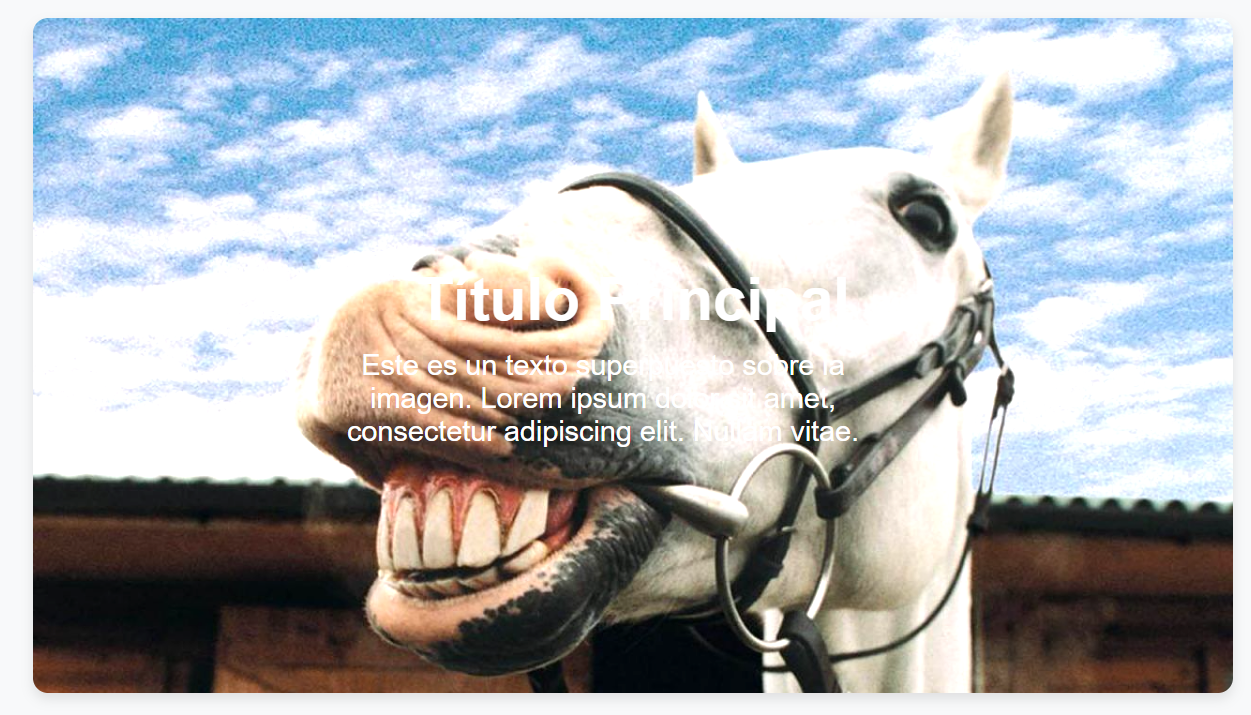 Titulo Principal
Este es un texto superpuesto sobre la
imagen. Lorem ipsum dolor sit amet,
consectetur adipiscing elit. Nullam vitae.